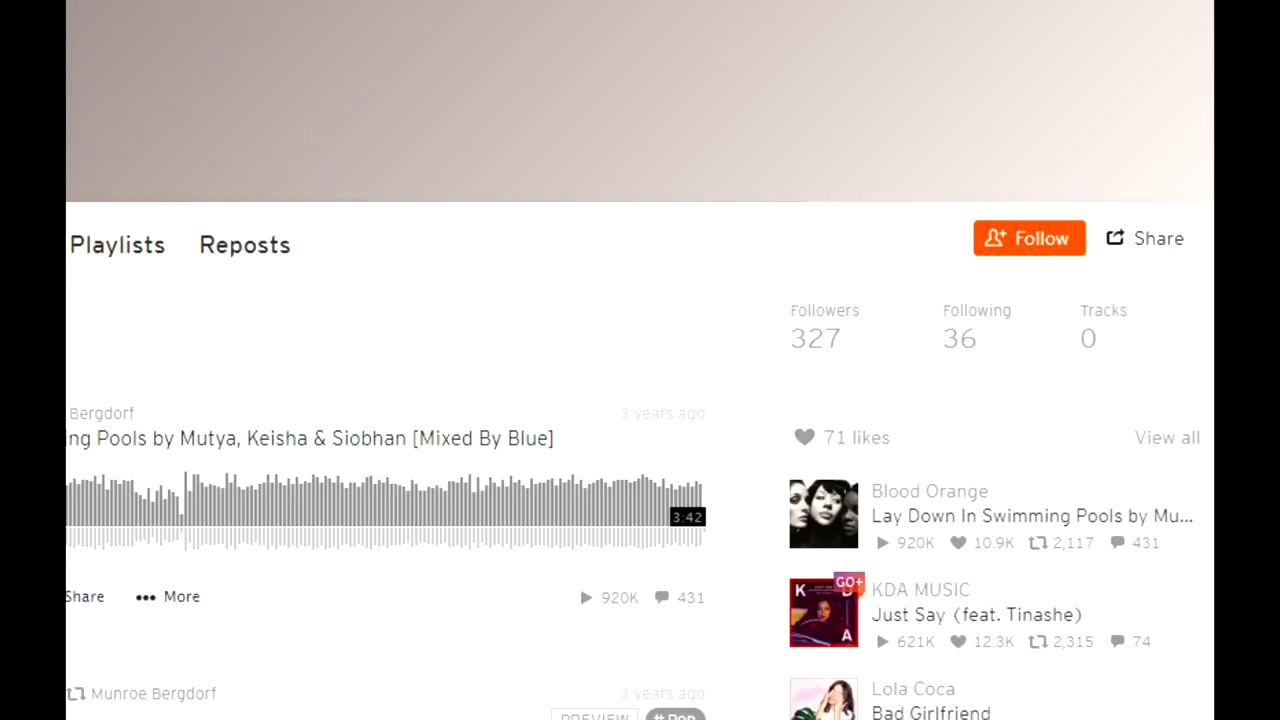 Playlists Reposts
Follow Share
Followers Following Tracks
327 36 0
Bergdorf 3 years ago
ing Pools by Mutya, Keisha & Siobhan [Mixed By Blue]
3:42
Share More 920K 431
Munroe Bergdorf 3 years ago
PREVIEW # Pop
71 likes View all
Blood Orange
Lay Down In Swimming Pools by Mu...
920K 10.9K 2,117 431
GO+
K D
A
KDA MUSIC
Just Say (feat. Tinashe)
621K 12.3K 2,315 74
Lola Coca
Bad Girlfriend